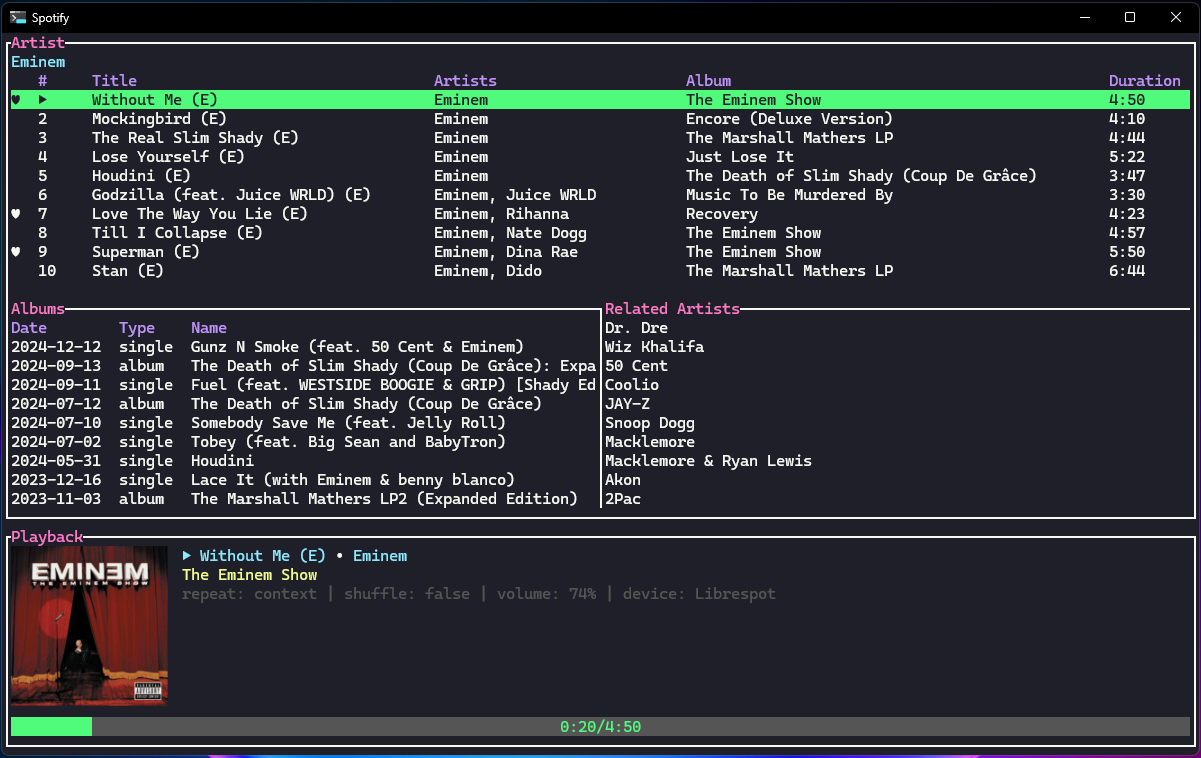 Spotify
Artist
Eminem
# Title Artists Album Duration
♥ ▶ Without Me (E) Eminem The Eminem Show 4:50
2 Mockingbird (E) Eminem Encore (Deluxe Version) 4:10
3 The Real Slim Shady (E) Eminem The Marshall Mathers LP 4:44
4 Lose Yourself (E) Eminem Just Lose It 5:22
5 Houdini (E) Eminem The Death of Slim Shady (Coup De Grâce) 3:47
6 Godzilla (feat. Juice WRLD) (E) Eminem, Juice WRLD Music To Be Murdered By 3:30
♥ 7 Love The Way You Lie (E) Eminem, Rihanna Recovery 4:23
8 Till I Collapse (E) Eminem, Nate Dogg The Eminem Show 4:57
♥ 9 Superman (E) Eminem, Dina Rae The Eminem Show 5:50
10 Stan (E) Eminem, Dido The Marshall Mathers LP 6:44
Albums
Date Type Name
2024-12-12 single Gunz N Smoke (feat. 50 Cent & Eminem)
2024-09-13 album The Death of Slim Shady (Coup De Grâce): Expa
2024-09-11 single Fuel (feat. WESTSIDE BOOGIE & GRIP) [Shady Ed
2024-07-12 album The Death of Slim Shady (Coup De Grâce)
2024-07-10 single Somebody Save Me (feat. Jelly Roll)
2024-07-02 single Tobey (feat. Big Sean and BabyTron)
2024-05-31 single Houdini
2023-12-16 single Lace It (with Eminem & benny blanco)
2023-11-03 album The Marshall Mathers LP2 (Expanded Edition)
Related Artists
Dr. Dre
Wiz Khalifa
50 Cent
Coolio
JAY-Z
Snoop Dogg
Macklemore
Macklemore & Ryan Lewis
Akon
2Pac
Playback
EMINƎM
THE EMINEM SHOW
▶ Without Me (E) • Eminem
The Eminem Show
repeat: context | shuffle: false | volume: 74% | device: Librespot
0:20/4:50